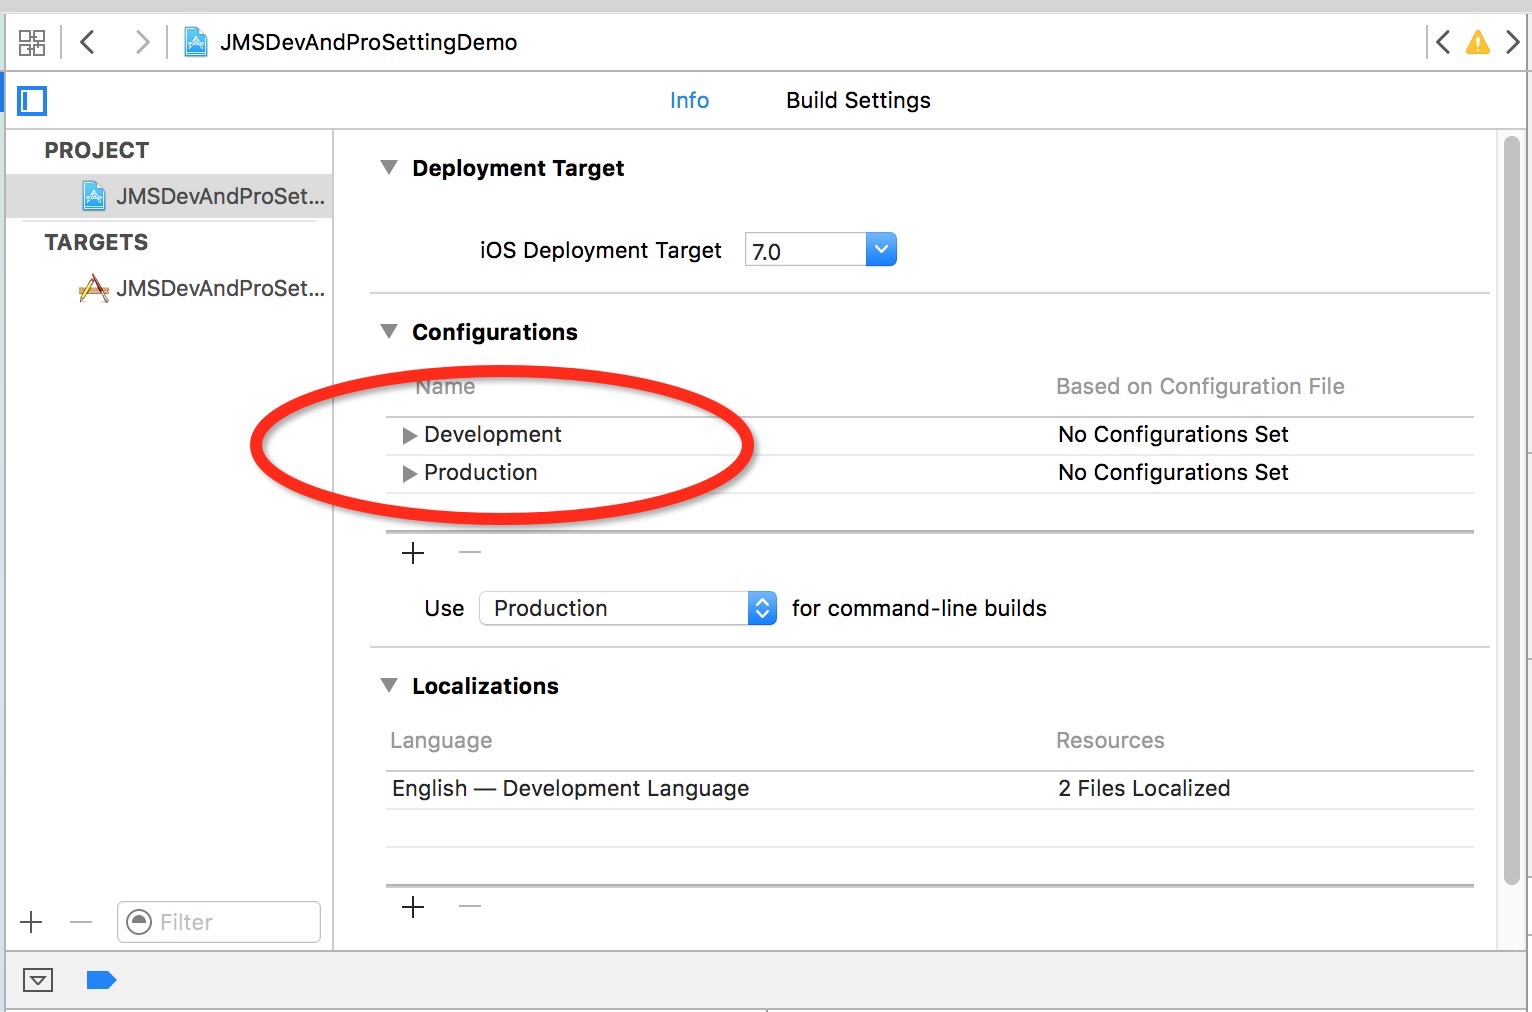 JMSDevAndProSettingDemo
Info Build Settings
PROJECT
JMSDevAndProSet...
TARGETS
JMSDevAndProSet...
Deployment Target
iOS Deployment Target 7.0
Configurations
Name Based on Configuration File
Development No Configurations Set
Production No Configurations Set
Use Production for command-line builds
Localizations
Language Resources
English — Development Language 2 Files Localized
Filter